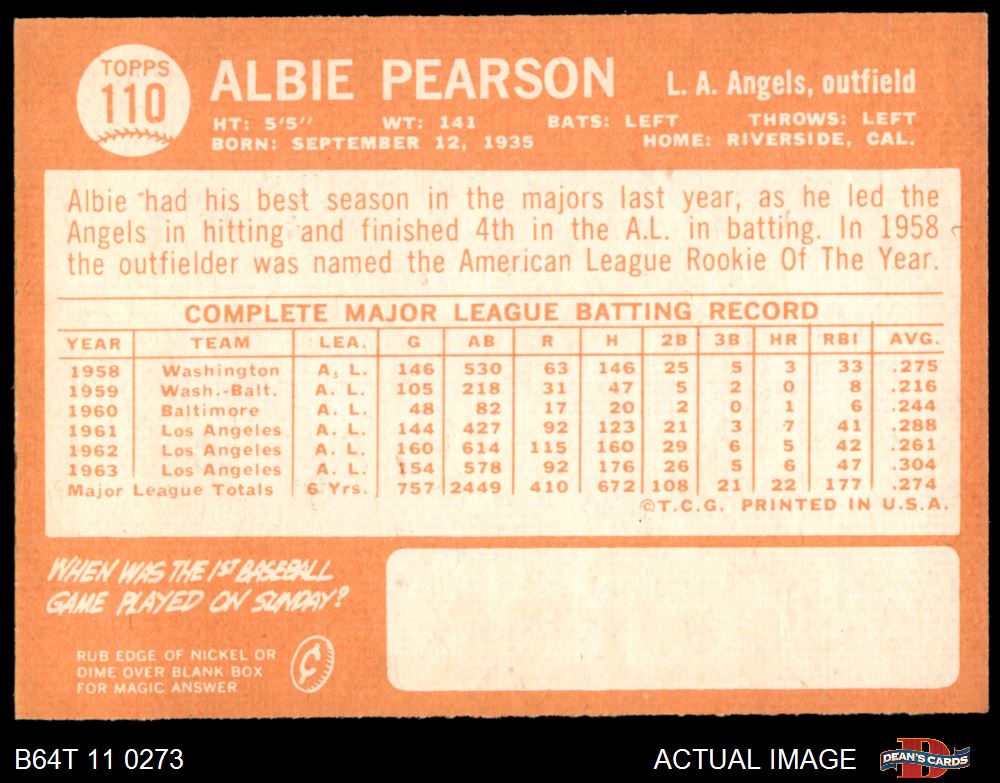 TOPPS
110
ALBIE PEARSON
L. A. Angels, outfield
HT: 5'5" WT: 141 BATS: LEFT THROWS: LEFT
BORN: SEPTEMBER 12, 1935 HOME: RIVERSIDE, CAL.
Albie had his best season in the majors last year, as he led the
Angels in hitting and finished 4th in the A.L. in batting. In 1958
the outfielder was named the American League Rookie Of The Year.
COMPLETE MAJOR LEAGUE BATTING RECORD
YEAR TEAM LEA. G AB R H 2B 3B HR RBI AVG.
1958 Washington A. L. 146 530 63 146 25 5 3 33 .275
1959 Wash.-Balt. A. L. 105 218 31 47 5 2 0 8 .216
1960 Baltimore A. L. 48 82 17 20 2 0 1 6 .244
1961 Los Angeles A. L. 144 427 92 123 21 3 7 41 .288
1962 Los Angeles A. L. 160 614 115 160 29 6 5 42 .261
1963 Los Angeles A. L. 154 578 92 176 26 5 6 47 .304
Major League Totals 6 Yrs. 757 2449 410 672 108 21 22 177 .274
©T.C.G. PRINTED IN U.S.A.
WHEN WAS THE 1ST BASEBALL
GAME PLAYED ON SUNDAY?
RUB EDGE OF NICKEL OR
DIME OVER BLANK BOX
FOR MAGIC ANSWER
¢
B64T 11 0273
ACTUAL IMAGE
DEAN'S CARDS